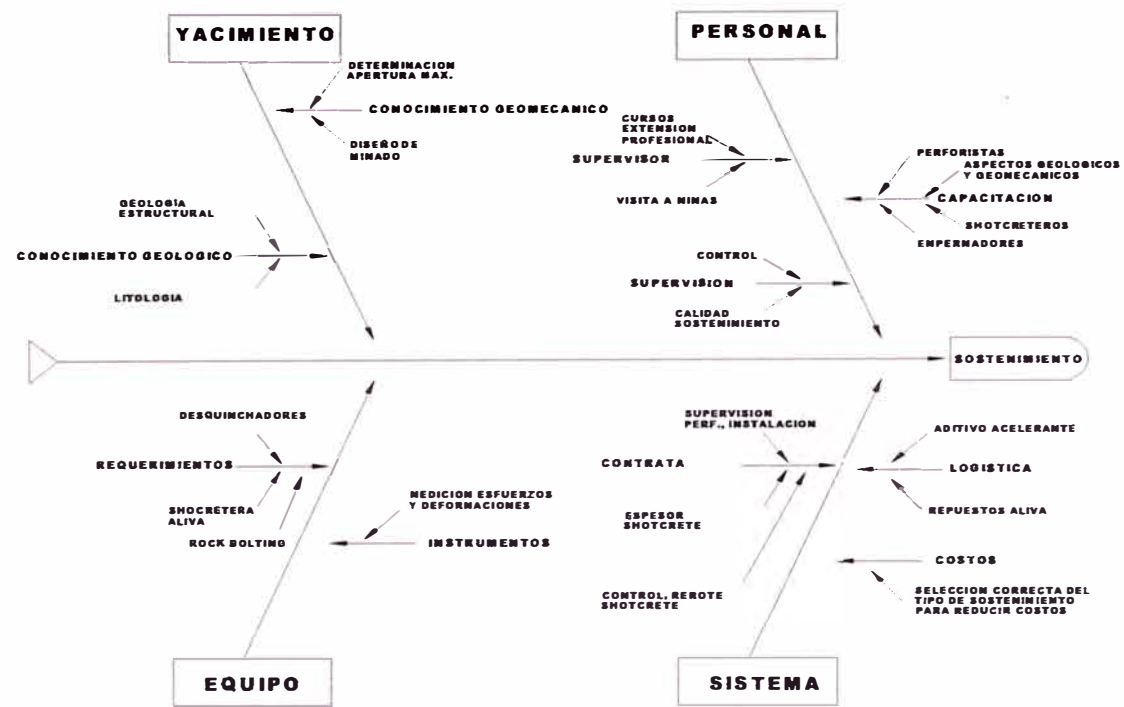 YACIMIENTO
PERSONAL
DETERMINACION
APERTURA MAX.
CONOCIMIENTO GEOMECANICO
DISEÑO DE
MINADO
GEOLOGIA
ESTRUCTURAL
CONOCIMIENTO GEOLOGICO
LITOLOGIA
CURSOS
EXTENSION
PROFESIONAL
SUPERVISOR
VISITA A MINAS
PERFORISTAS
ASPECTOS GEOLOGICOS
Y GEOMECANICOS
CAPACITACION
SHOTCRETEROS
EMPERNADORES
CONTROL
SUPERVISION
CALIDAD
SOSTENIMIENTO
SOSTENIMIENTO
DESQUINCHADORES
REQUERIMIENTOS
SHOCRETERA
ALIVA
ROCK BOLTING
MEDICION ESFUERZOS
Y DEFORMACIONES
INSTRUMENTOS
SUPERVISION
PERF., INSTALACION
CONTRATA
ESPESOR
SHOTCRETE
CONTROL, REROTE
SHOTCRETE
ADITIVO ACELERANTE
LOGISTICA
REPUESTOS ALIVA
COSTOS
SELECCION CORRECTA DEL
TIPO DE SOSTENIMIENTO
PARA REDUCIR COSTOS
EQUIPO
SISTEMA